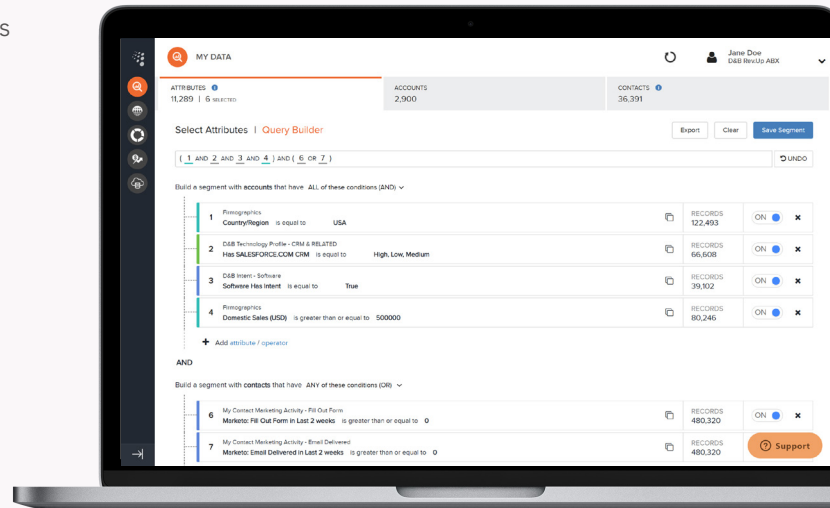 s
MY DATA
Jane Doe
D&B Rev.Up ABX
ATTRIBUTES
11,289 | 6 SELECTED
ACCOUNTS
2,900
CONTACTS
36,391
Select Attributes | Query Builder
Export
Clear
Save Segment
( 1 AND 2 AND 3 AND 4 ) AND ( 6 OR 7 )
UNDO
Build a segment with accounts that have ALL of these conditions (AND)
1
Firmographics
Country/Region is equal to USA
RECORDS
122,493
ON
2
D&B Technology Profile - CRM & RELATED
Has SALESFORCE.COM CRM is equal to High, Low, Medium
RECORDS
66,608
ON
3
D&B Intent - Software
Software Has Intent is equal to True
RECORDS
39,102
ON
4
Firmographics
Domestic Sales (USD) is greater than or equal to 500000
RECORDS
80,246
ON
Add attribute / operator
AND
Build a segment with contacts that have ANY of these conditions (OR)
6
My Contact Marketing Activity - Fill Out Form
Marketo: Fill Out Form in Last 2 weeks is greater than or equal to 0
RECORDS
480,320
ON
7
My Contact Marketing Activity - Email Delivered
Marketo: Email Delivered in Last 2 weeks is greater than or equal to 0
RECORDS
480,320
Support